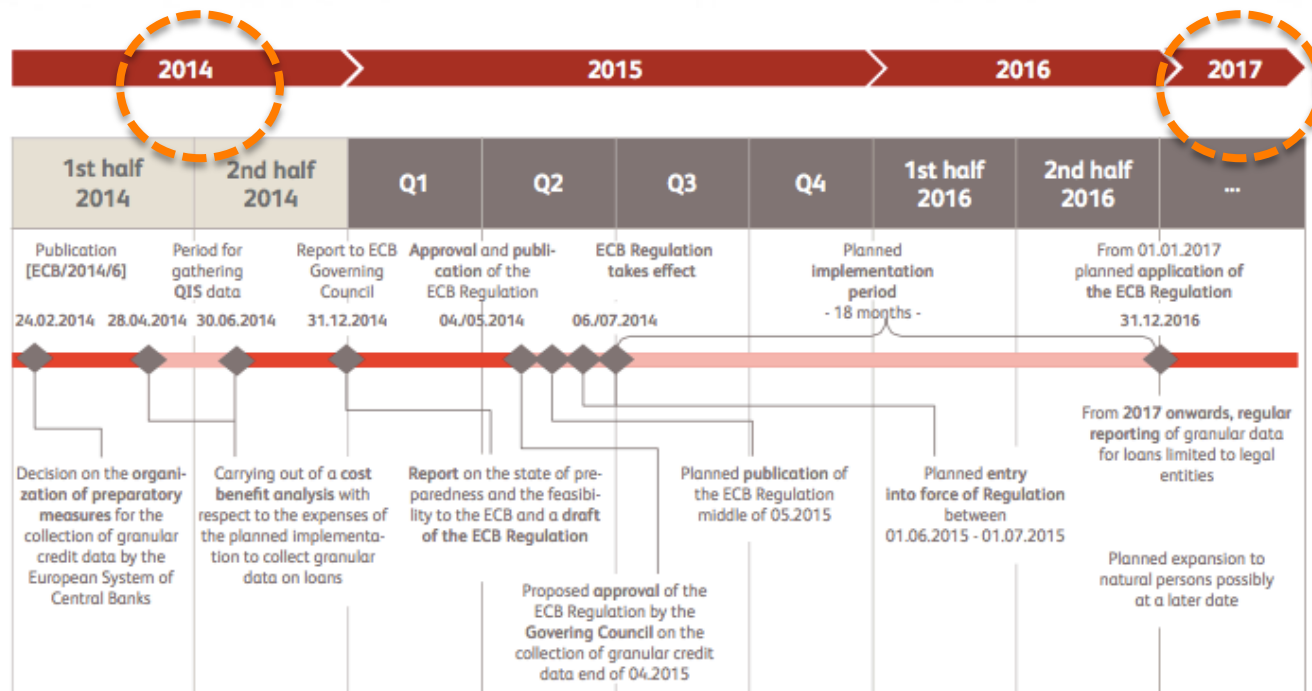 2014
2015
2016
2017
1st half
2014
2nd half
2014
Q1
Q2
Q3
Q4
1st half
2016
2nd half
2016
...
Publication
[ECB/2014/6]
Period for
gathering
QIS data
Report to ECB
Governing
Council
Approval and publi-
cation of the
ECB Regulation
ECB Regulation
takes effect
Planned
implementation
period
- 18 months -
From 01.01.2017
planned application of
the ECB Regulation
24.02.2014
28.04.2014
30.06.2014
31.12.2014
04./05.2014
06./07.2014
31.12.2016
Decision on the organi-
zation of preparatory
measures for the
collection of granular
credit data by the
European System of
Central Banks
Carrying out of a cost
benefit analysis with
respect to the expenses of
the planned implementa-
tion to collect granular
data on loans
Report on the state of pre-
paredness and the feasibi-
lity to the ECB and a draft
of the ECB Regulation
Proposed approval of the
ECB Regulation by the
Govering Council on the
collection of granular credit
data end of 04.2015
Planned publication of
the ECB Regulation
middle of 05.2015
Planned entry
into force of Regulation
between
01.06.2015 - 01.07.2015
From 2017 onwards, regular
reporting of granular data
for loans limited to legal
entities
Planned expansion to
natural persons possibly
at a later date